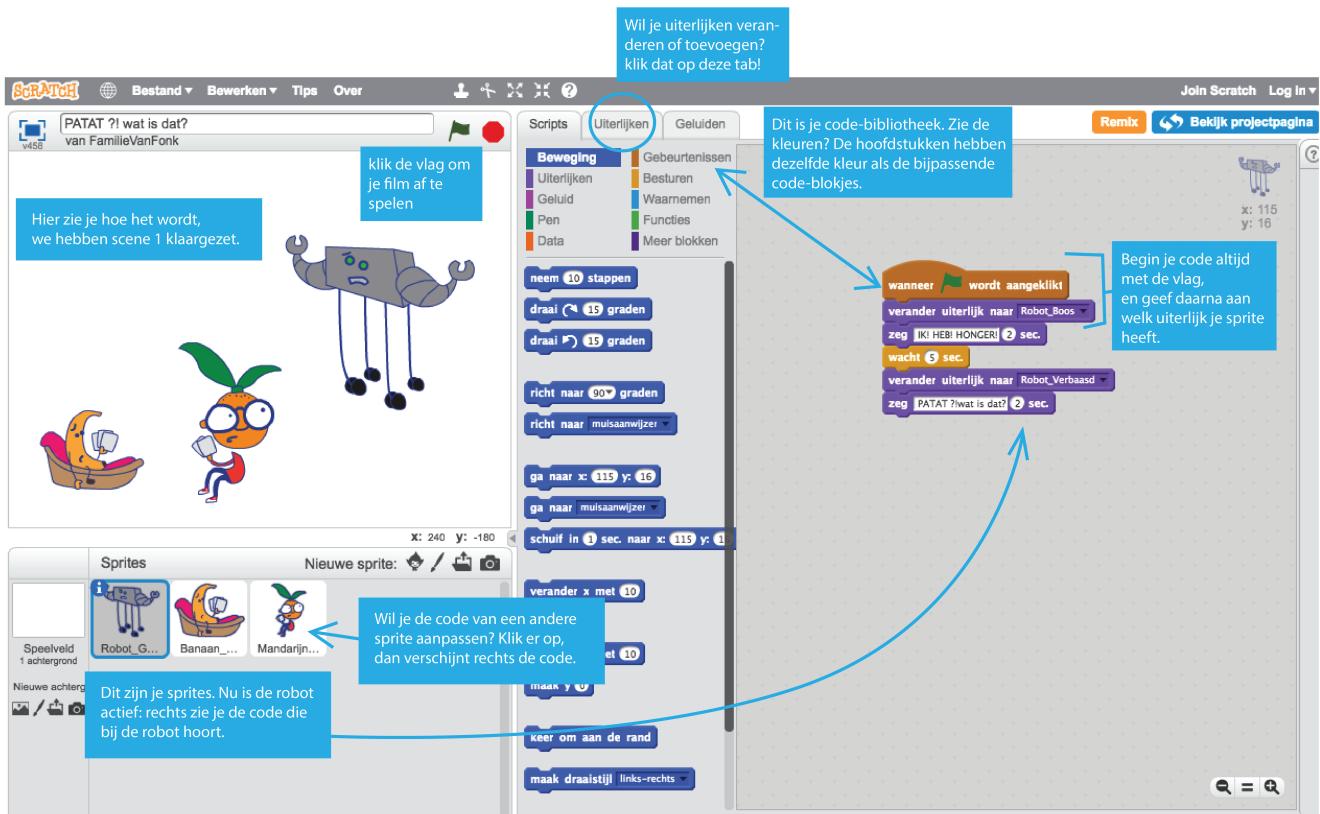 Wil je uiterlijken veran-
deren of toevoegen?
klik dat op deze tab!
SCRATCH
Bestand Bewerken Tips Over
Join Scratch Log in
v458
PATAT ?! wat is dat?
van FamilieVanFonk
klik de vlag om
je film af te
spelen
Hier zie je hoe het wordt,
we hebben scene 1 klaargezet.
x: 240 y: -180
Sprites
Nieuwe sprite:
Robot_G...
Banaan_...
Mandarijn...
Speelveld
1 achtergrond
Nieuwe achterg
Wil je de code van een andere
sprite aanpassen? Klik er op,
dan verschijnt rechts de code.
Dit zijn je sprites. Nu is de robot
actief: rechts zie je de code die
bij de robot hoort.
Scripts Uiterlijken Geluiden
Beweging Gebeurtenissen
Uiterlijken Besturen
Geluid Waarnemen
Pen Functies
Data Meer blokken
neem 10 stappen
draai 15 graden
draai 15 graden
richt naar 90 graden
richt naar muisaanwijzer
ga naar x: 115 y: 16
ga naar muisaanwijzer
schuif in 1 sec. naar x: 115 y: 1
verander x met 10
et 10
maak y 0
keer om aan de rand
maak draaistijl links-rechts
Remix
Bekijk projectpagina
Dit is je code-bibliotheek. Zie de
kleuren? De hoofdstukken hebben
dezelfde kleur als de bijpassende
code-blokjes.
x: 115
y: 16
wanneer wordt aangeklikt
verander uiterlijk naar Robot_Boos
zeg IK! HEB! HONGER! 2 sec.
wacht 5 sec.
verander uiterlijk naar Robot_Verbaasd
zeg PATAT ?!wat is dat? 2 sec.
Begin je code altijd
met de vlag,
en geef daarna aan
welk uiterlijk je sprite
heeft.